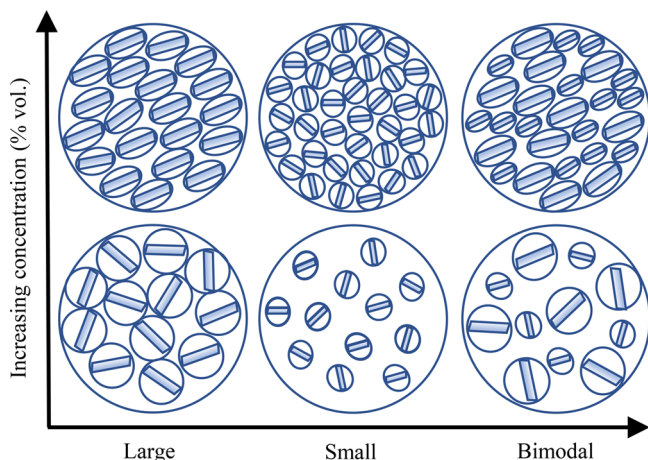 Increasing concentration (% vol.)
Large
Small
Bimodal